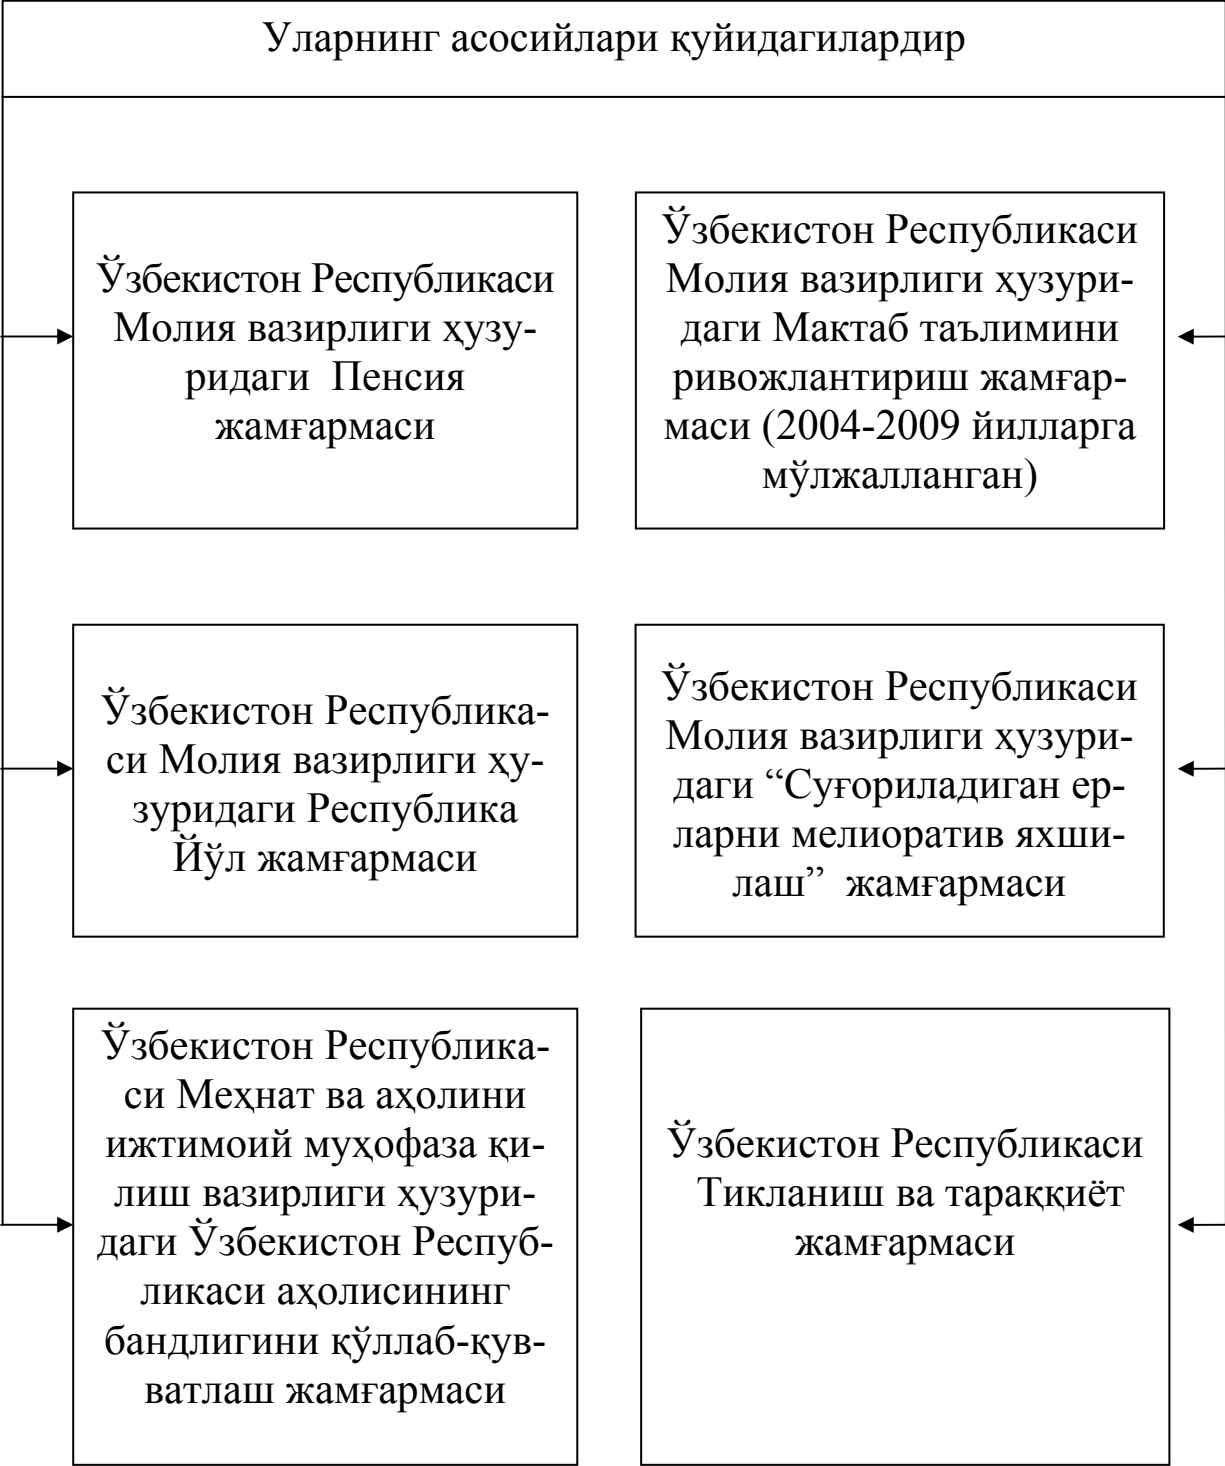 Уларнинг асосийлари қуйидагилардир
Ўзбекистон Республикаси
Молия вазирлиги ҳузу-
ридаги Пенсия
жамғармаси
Ўзбекистон Республикаси
Молия вазирлиги ҳузури-
даги Мактаб таълимини
ривожлантириш жамғар-
маси (2004-2009 йилларга
мўлжалланган)
Ўзбекистон Республика-
си Молия вазирлиги ҳу-
зуридаги Республика
Йўл жамғармаси
Ўзбекистон Республикаси
Молия вазирлиги ҳузури-
даги “Суғориладиган ер-
ларни мелиоратив яхши-
лаш” жамғармаси
Ўзбекистон Республика-
си Меҳнат ва аҳолини
ижтимоий муҳофаза қи-
лиш вазирлиги ҳузури-
даги Ўзбекистон Респуб-
ликаси аҳолисининг
бандлигини қўллаб-қув-
ватлаш жамғармаси
Ўзбекистон Республикаси
Тикланиш ва тараққиёт
жамғармаси